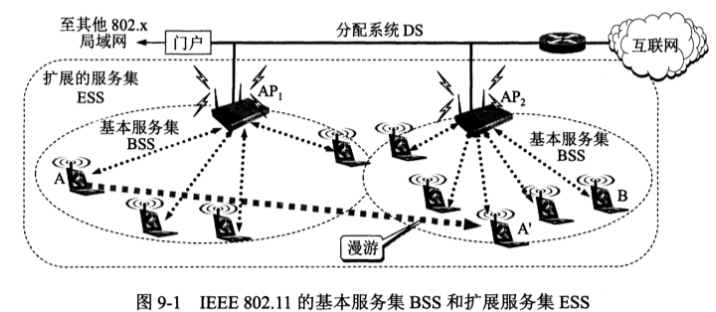 至其他 802.x
局域网
门户
分配系统 DS
互联网
扩展的服务集
ESS
AP₁
AP₂
基本服务集
BSS
基本服务集
BSS
A
B
A'
漫游
图 9-1 IEEE 802.11 的基本服务集 BSS 和扩展服务集 ESS